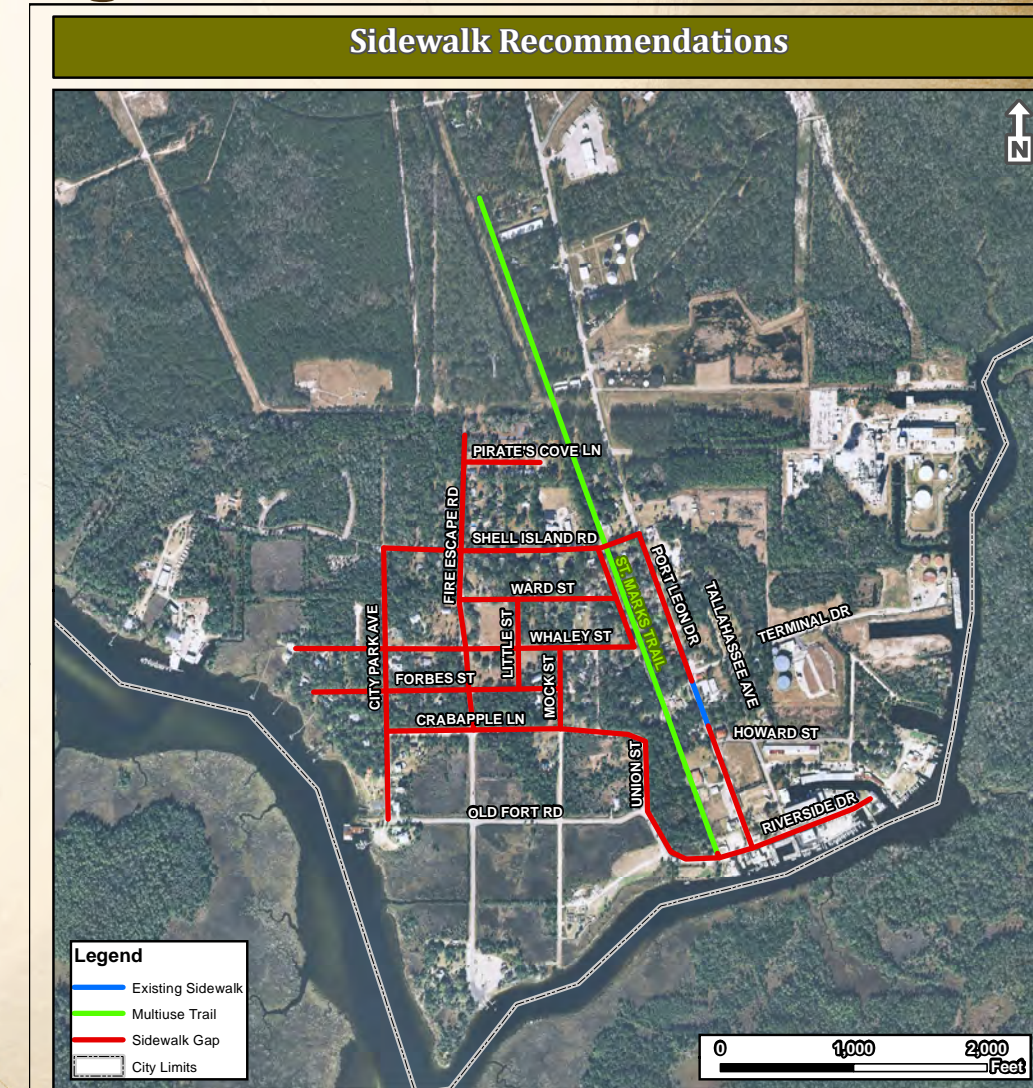 Sidewalk Recommendations
N
PIRATE'S COVE LN
FIRE ESCAPE RD
SHELL ISLAND RD
ST. MARKS TRAIL
PORT LEON DR
WARD ST
TALLAHASSEE AVE
TERMINAL DR
CITY PARK AVE
LITTLE ST
WHALEY ST
FORBES ST
MOCK ST
CRABAPPLE LN
HOWARD ST
UNION ST
OLD FORT RD
RIVERSIDE DR
Legend
Existing Sidewalk
Multiuse Trail
Sidewalk Gap
City Limits
0 1,000 2,000
Feet